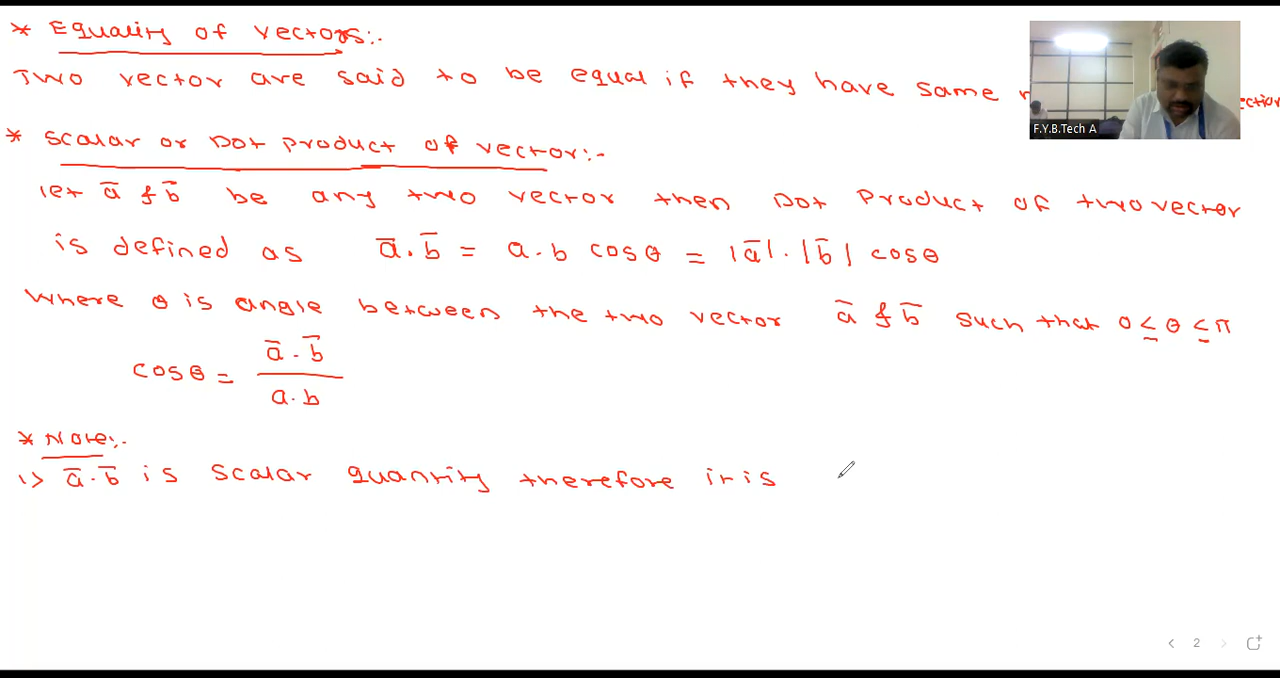 * Equality of vectors:-
Two vector are said to be equal if they have same
ection
F.Y.B.Tech A
* Scalar or Dot product of vector:-
let a̅ & b̅ be any two vector then Dot product of two vector
is defined as a̅.b̅ = a.b cosθ = |a̅|.|b̅| cosθ
Where θ is angle between the two vector a̅ & b̅ such that 0 ≤ θ ≤ π
cosθ = a̅.b̅ / a.b
* Note:-
1> a̅.b̅ is scalar quantity therefore it is
2